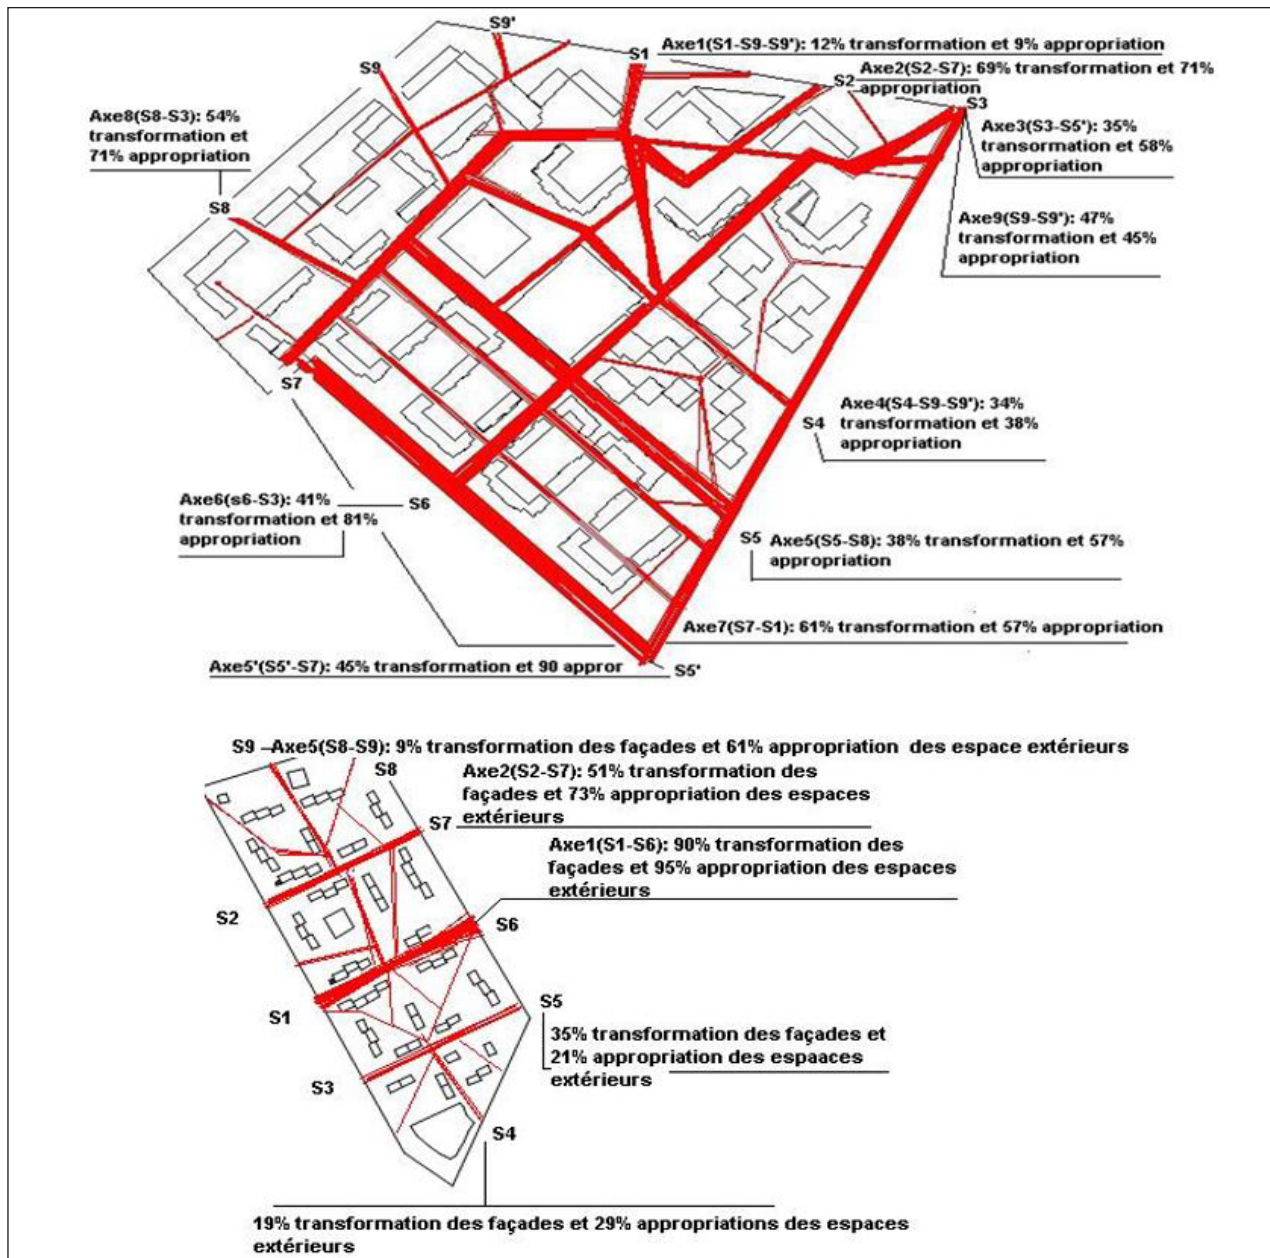 S9'
S1
Axe1(S1-S9-S9'): 12% transformation et 9% appropriation
S9
S2
Axe2(S2-S7): 69% transformation et 71%
appropriation
S3
Axe8(S8-S3): 54%
transformation et
71% appropriation
Axe3(S3-S5'): 35%
transormation et 58%
appropriation
S8
Axe9(S9-S9'): 47%
transformation et 45%
appropriation
S7
Axe4(S4-S9-S9'): 34%
transformation et 38%
appropriation
S4
Axe6(s6-S3): 41%
transformation et 81%
appropriation
S6
S5
Axe5(S5-S8): 38% transformation et 57%
appropriation
Axe7(S7-S1): 61% transformation et 57% appropriation
Axe5'(S5'-S7): 45% transformation et 90 appror
S5'
S9
Axe5(S8-S9): 9% transformation des façades et 61% appropriation des espace extérieurs
S8
Axe2(S2-S7): 51% transformation des
façades et 73% appropriation des espaces
extérieurs
S7
Axe1(S1-S6): 90% transformation des
façades et 95% appropriation des espaces
extérieurs
S2
S6
S1
S5
35% transformation des façades et
21% appropriation des espaaces
extérieurs
S3
S4
19% transformation des façades et 29% appropriations des espaces
extérieurs